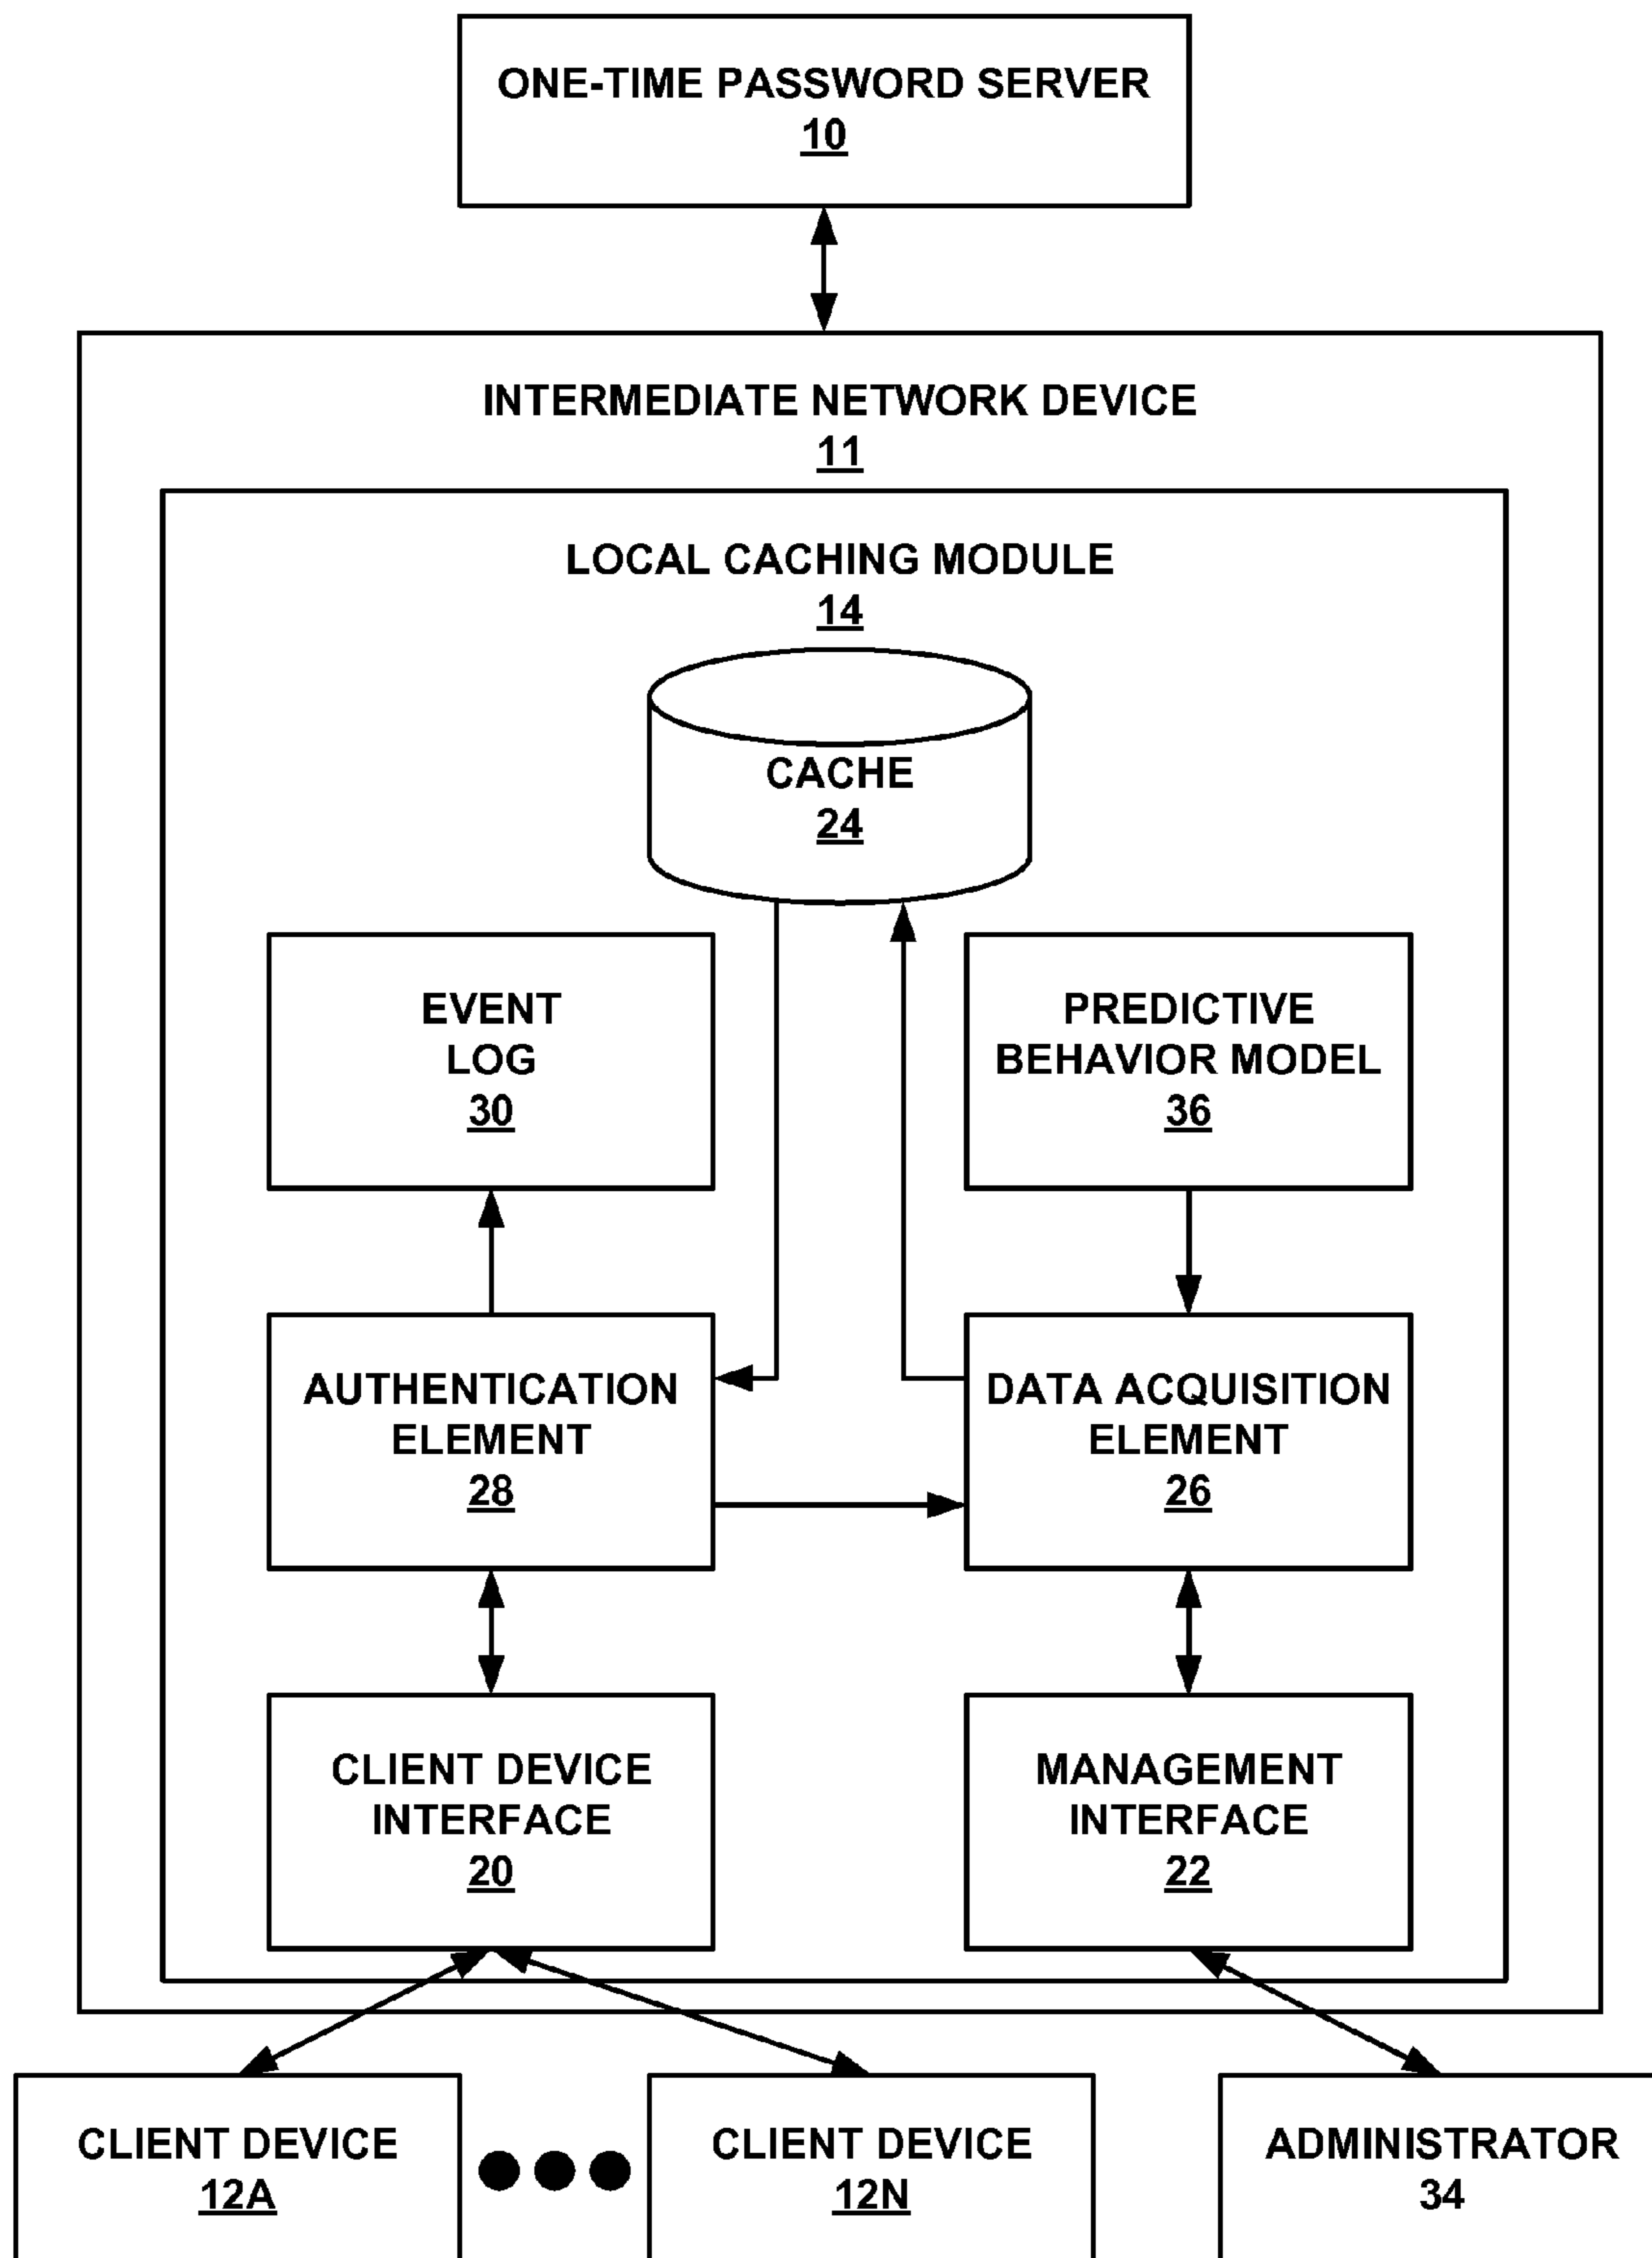 ONE-TIME PASSWORD SERVER
10
INTERMEDIATE NETWORK DEVICE
11
LOCAL CACHING MODULE
14
CACHE
24
EVENT
LOG
30
PREDICTIVE
BEHAVIOR MODEL
36
AUTHENTICATION
ELEMENT
28
DATA ACQUISITION
ELEMENT
26
CLIENT DEVICE
INTERFACE
20
MANAGEMENT
INTERFACE
22
CLIENT DEVICE
12A
CLIENT DEVICE
12N
ADMINISTRATOR
34